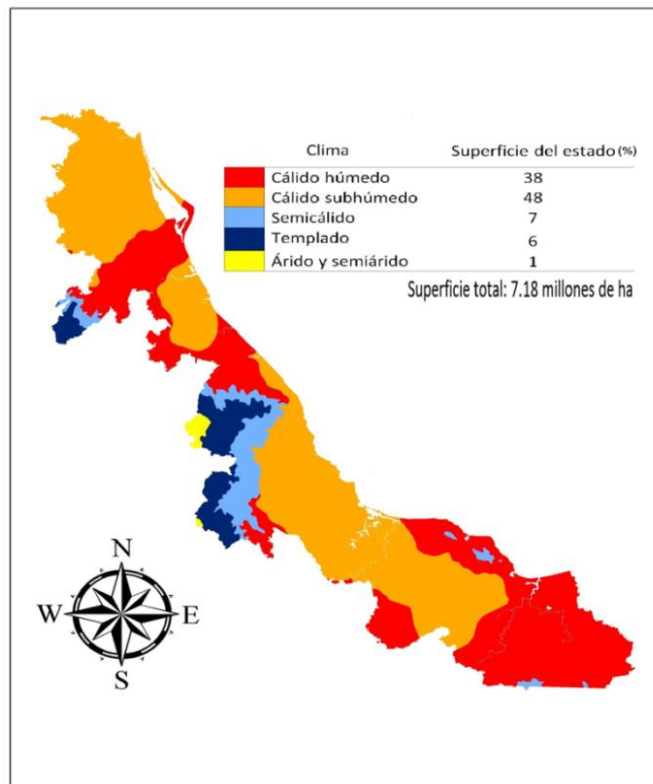 Clima Superficie del estado (%)
Cálido húmedo 38
Cálido subhúmedo 48
Semicálido 7
Templado 6
Árido y semiárido 1
Superficie total: 7.18 millones de ha
N
W E
S